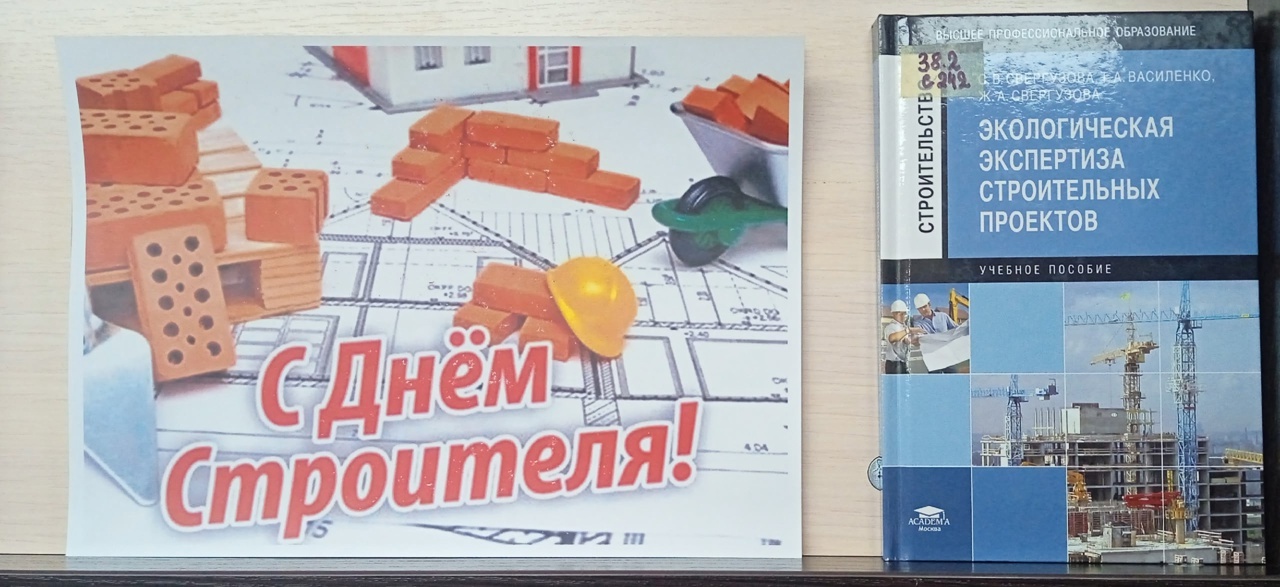 С Днём
Строителя!
ВЫСШЕЕ ПРОФЕССИОНАЛЬНОЕ ОБРАЗОВАНИЕ
38.2
С 242
СТРОИТЕЛЬСТВО
С.В. СВЕРГУЗОВА, Т.А. ВАСИЛЕНКО,
Ж.А. СВЕРГУЗОВА
ЭКОЛОГИЧЕСКАЯ
ЭКСПЕРТИЗА
СТРОИТЕЛЬНЫХ
ПРОЕКТОВ
УЧЕБНОЕ ПОСОБИЕ
ACADEMA
Москва